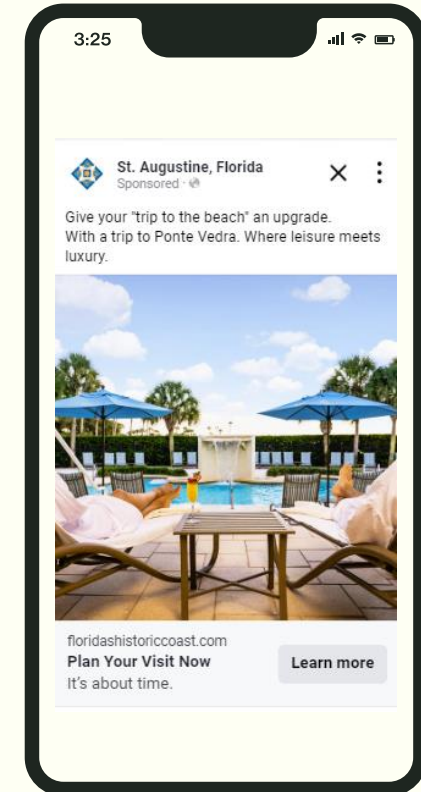 3:25
St. Augustine, Florida
Sponsored ·
Give your "trip to the beach" an upgrade.
With a trip to Ponte Vedra. Where leisure meets
luxury.
floridashistoriccoast.com
Plan Your Visit Now
Learn more
It's about time.